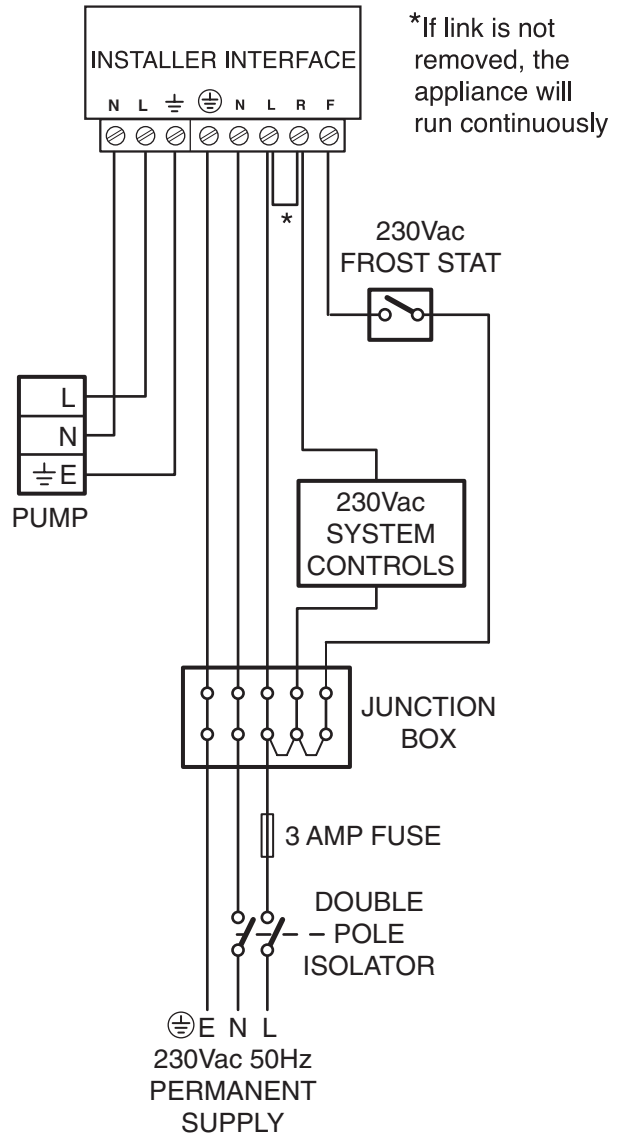 INSTALLER INTERFACE
N L ⏚ ⏚ N L R F
*If link is not
removed, the
appliance will
run continuously
*
230Vac
FROST STAT
L
N
⏚ E
PUMP
230Vac
SYSTEM
CONTROLS
JUNCTION
BOX
3 AMP FUSE
DOUBLE
POLE
ISOLATOR
⏚ E N L
230Vac 50Hz
PERMANENT
SUPPLY